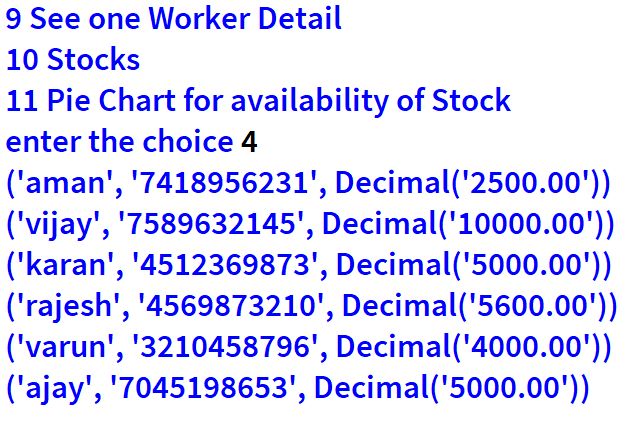 9 See one Worker Detail
10 Stocks
11 Pie Chart for availability of Stock
enter the choice 4
('aman', '7418956231', Decimal('2500.00'))
('vijay', '7589632145', Decimal('10000.00'))
('karan', '4512369873', Decimal('5000.00'))
('rajesh', '4569873210', Decimal('5600.00'))
('varun', '3210458796', Decimal('4000.00'))
('ajay', '7045198653', Decimal('5000.00'))